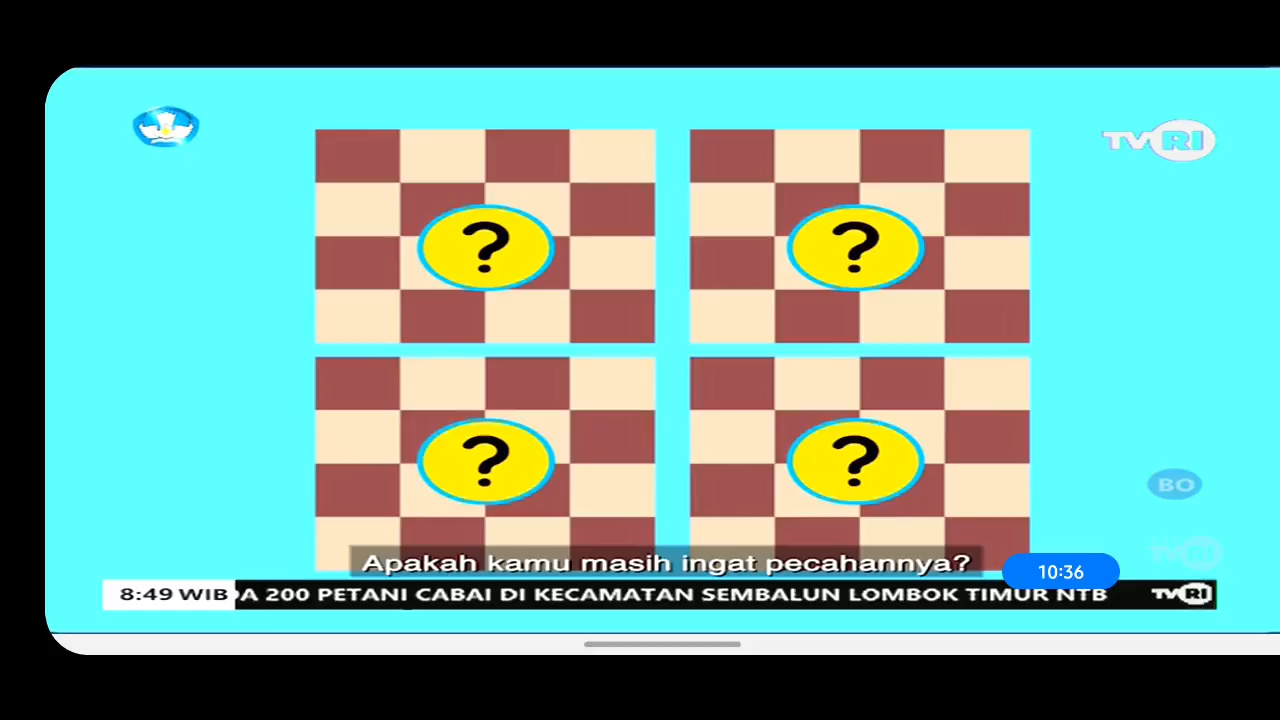 TVRI
?
?
?
?
BO
TVRI
Apakah kamu masih ingat pecahannya?
10:36
8:49 WIB
A 200 PETANI CABAI DI KECAMATAN SEMBALUN LOMBOK TIMUR NTB
TVRI